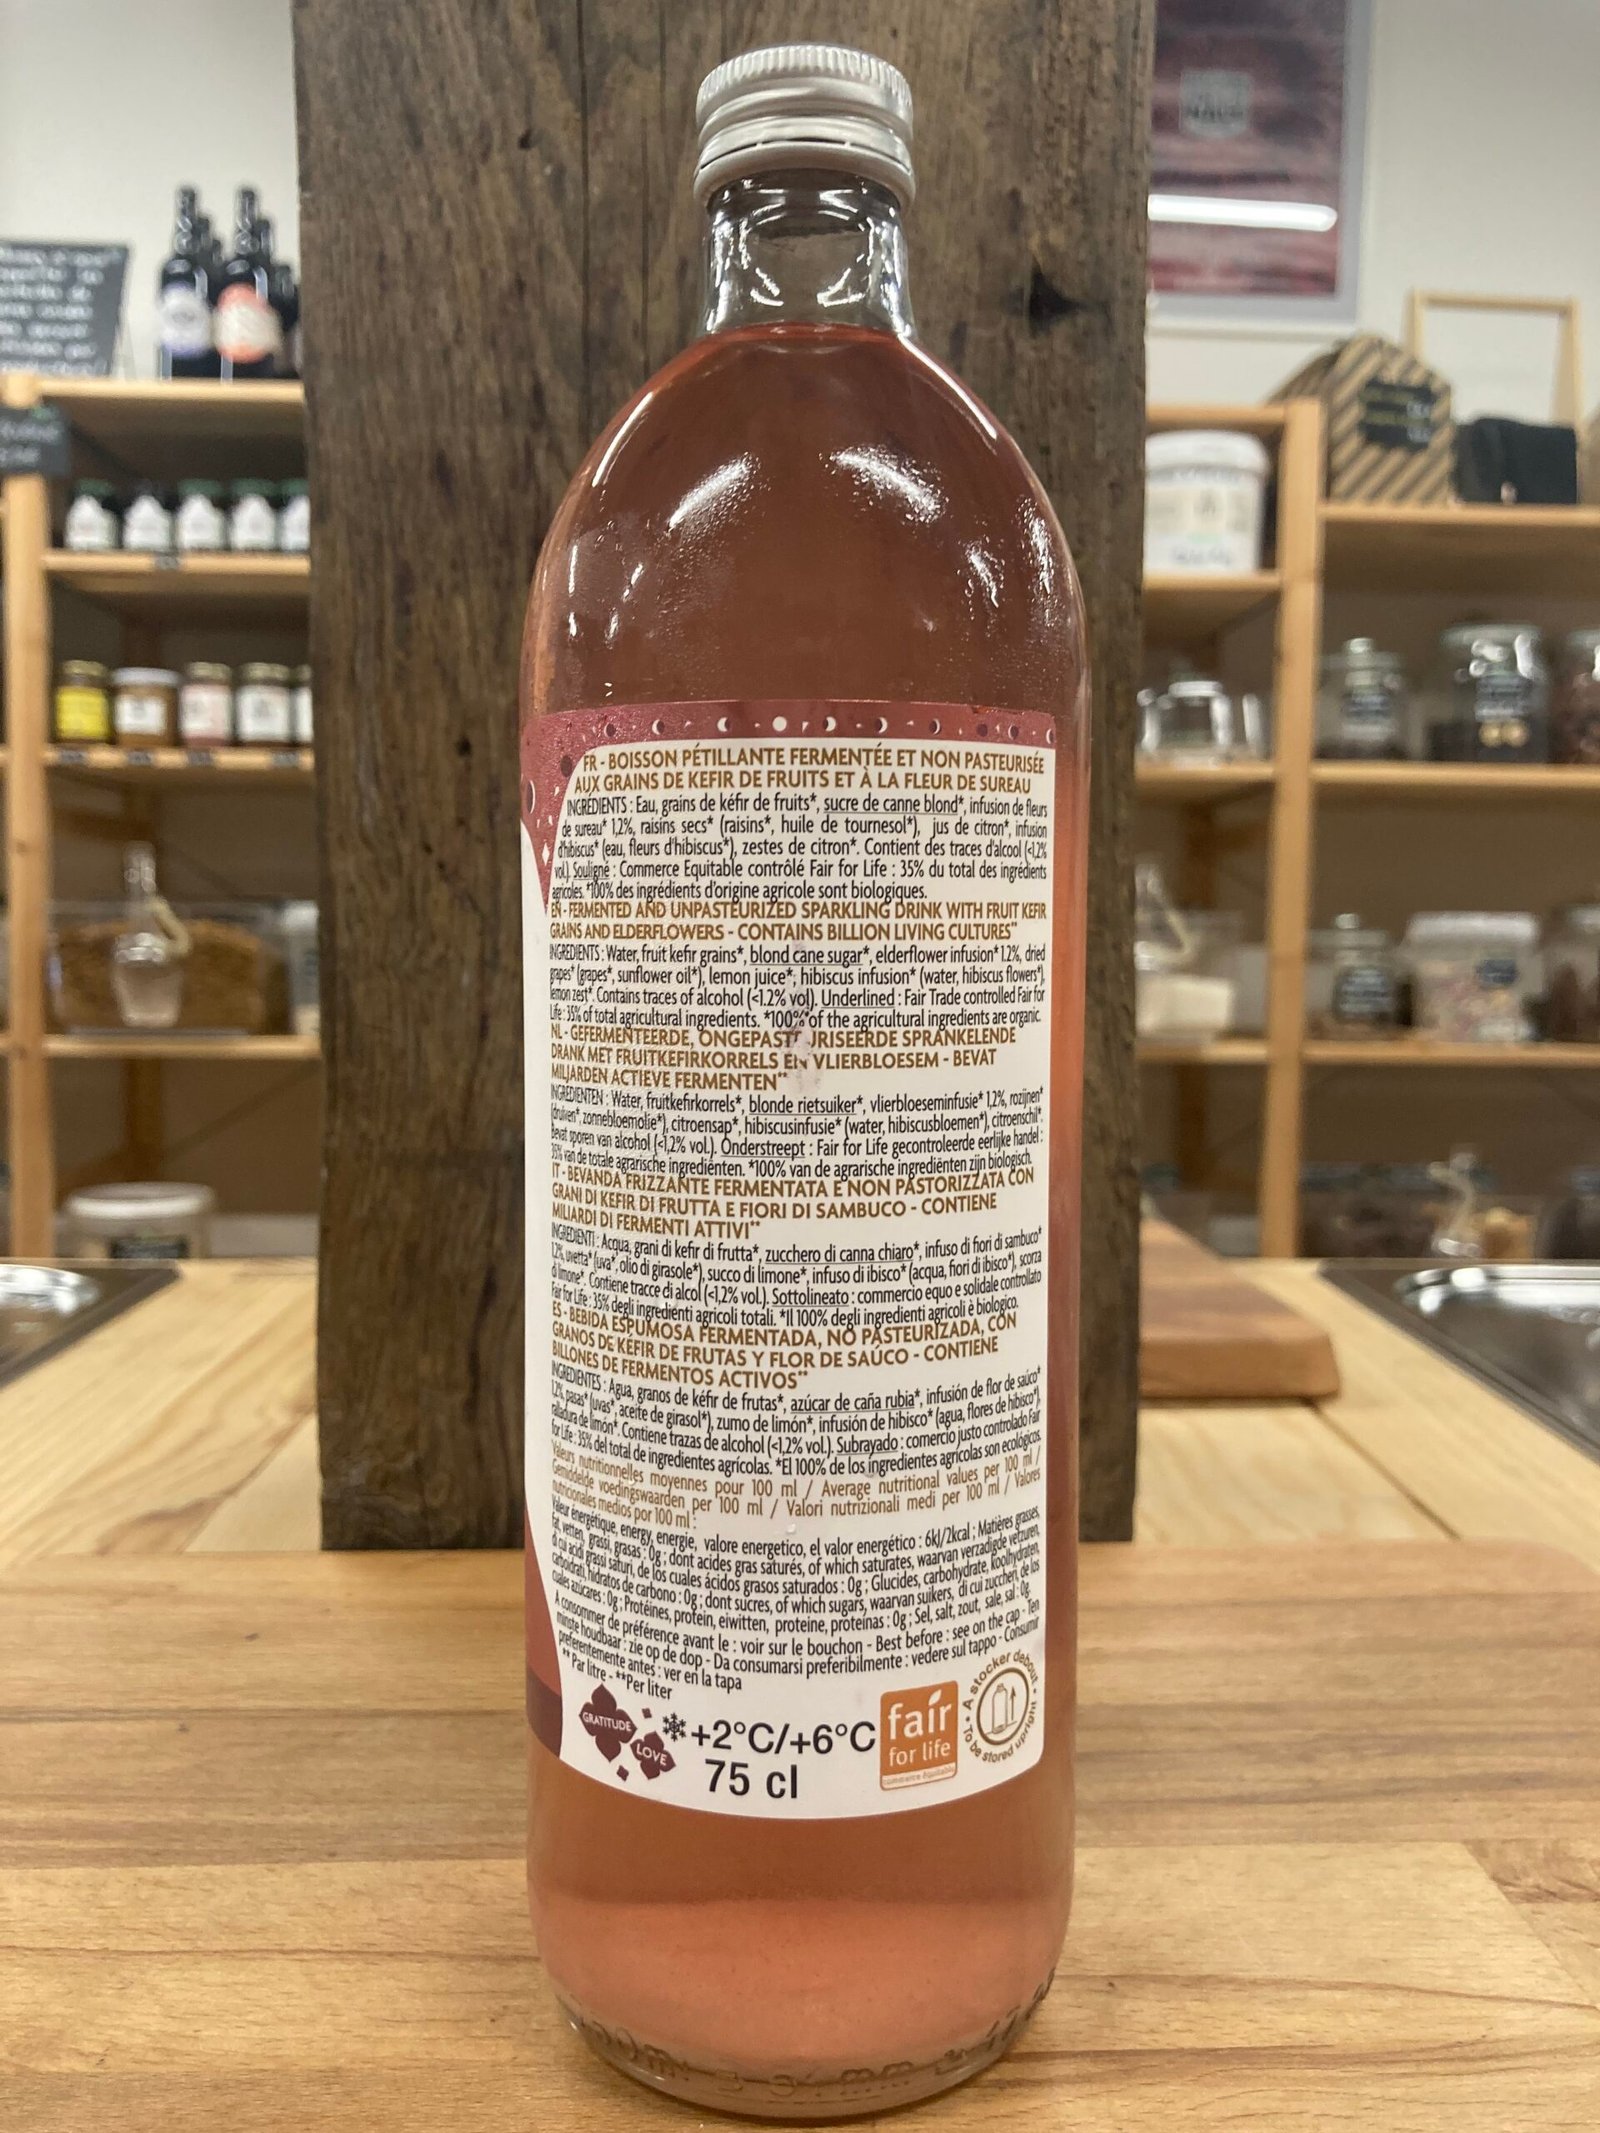 FR - BOISSON PÉTILLANTE FERMENTÉE ET NON PASTEURISÉE
AUX GRAINS DE KEFIR DE FRUITS ET À LA FLEUR DE SUREAU
INGRÉDIENTS : Eau, grains de kéfir de fruits*, sucre de canne blond*, infusion de fleurs
de sureau* 1,2%, raisins secs* (raisins*, huile de tournesol*), jus de citron*, infusion
d'hibiscus* (eau, fleurs d'hibiscus*), zestes de citron*. Contient des traces d'alcool (<1,2%
vol.). Souligné : Commerce Equitable contrôlé Fair for Life : 35% du total des ingrédients
agricoles. *100% des ingrédients d'origine agricole sont biologiques.
EN - FERMENTED AND UNPASTEURIZED SPARKLING DRINK WITH FRUIT KEFIR
GRAINS AND ELDERFLOWERS - CONTAINS BILLION LIVING CULTURES**
INGREDIENTS : Water, fruit kefir grains*, blond cane sugar*, elderflower infusion* 1.2%, dried
grapes* (grapes*, sunflower oil*), lemon juice*; hibiscus infusion* (water, hibiscus flowers*),
lemon zest*. Contains traces of alcohol (<1.2% vol). Underlined : Fair Trade controlled Fair for
Life : 35% of total agricultural ingredients. *100% of the agricultural ingredients are organic.
NL - GEFERMENTEERDE, ONGEPAST JRISEERDE SPRANKELENDE
DRANK MET FRUITKEFIRKORRELS EN VLIERBLOESEM - BEVAT
MILJARDEN ACTIEVE FERMENTEN**
INGREDIËNTEN : Water, fruitkefirkorrels*, blonde rietsuiker*, vlierbloeseminfusie* 1,2%, rozijnen*
(druiven*, zonnebloemolie*), citroensap*, hibiscusinfusie* (water, hibiscusbloemen*), citroenschil*.
Bevat sporen van alcohol (<1,2% vol.). Onderstreept : Fair for Life gecontroleerde eerlijke handel :
35% van de totale agrarische ingrediënten. *100% van de agrarische ingrediënten zijn biologisch.
IT - BEVANDA FRIZZANTE FERMENTATA E NON PASTORIZZATA CON
GRANI DI KEFIR DI FRUTTA E FIORI DI SAMBUCO - CONTIENE
MILIARDI DI FERMENTI ATTIVI**
INGREDIENTI : Acqua, grani di kefir di frutta*, zucchero di canna chiaro*, infuso di fiori di sambuco*
1,2%, uvetta* (uva*, olio di girasole*), succo di limone*, infuso di ibisco* (acqua, fiori di ibisco*), scorza
di limone*. Contiene tracce di alcol (<1,2% vol.). Sottolineato : commercio equo e solidale controllato
Fair for Life : 35% degli ingredienti agricoli totali. *Il 100% degli ingredienti agricoli è biologico.
ES - BEBIDA ESPUMOSA FERMENTADA, NO PASTEURIZADA, CON
GRANOS DE KÉFIR DE FRUTAS Y FLOR DE SAÚCO - CONTIENE
BILLONES DE FERMENTOS ACTIVOS**
INGREDIENTES : Agua, granos de kéfir de frutas*, azúcar de caña rubia*, infusión de flor de saúco*
1,2%, pasas* (uvas*, aceite de girasol*), zumo de limón*, infusión de hibisco* (agua, flores de hibisco*),
ralladura de limón*. Contiene trazas de alcohol (<1,2% vol.). Subrayado : comercio justo controlado Fair
for Life : 35% del total de ingredientes agrícolas. *El 100% de los ingredientes agrícolas son ecológicos.
Valeurs nutritionnelles moyennes pour 100 ml / Average nutritional values per 100 ml /
Gemiddelde voedingswaarden per 100 ml / Valori nutrizionali medi per 100 ml / Valores
nutricionales medios por 100 ml :
Valeur énergétique, energy, energie, valore energetico, el valor energético : 6kJ/2kcal ; Matières grasses,
fat, vetten, grassi, grasas : 0g ; dont acides gras saturés, of which saturates, waarvan verzadigde vetzuren,
di cui acidi grassi saturi, de los cuales ácidos grasos saturados : 0g ; Glucides, carbohydrate, koolhydraten,
carboidrati, hidratos de carbono : 0g ; dont sucres, of which sugars, waarvan suikers, di cui zuccheri, de los
cuales azúcares : 0g ; Protéines, protein, eiwitten, proteine, proteínas : 0g ; Sel, salt, zout, sale, sal : 0g.
A consommer de préférence avant le : voir sur le bouchon - Best before : see on the cap - Ten
minste houdbaar : zie op de dop - Da consumarsi preferibilmente : vedere sul tappo - Consumir
preferentemente antes : ver en la tapa
** Par litre - **Per liter
GRATITUDE
LOVE
+2°C/+6°C
75 cl
fair
for life
commerce équitable
A stocker debout • To be stored upright •